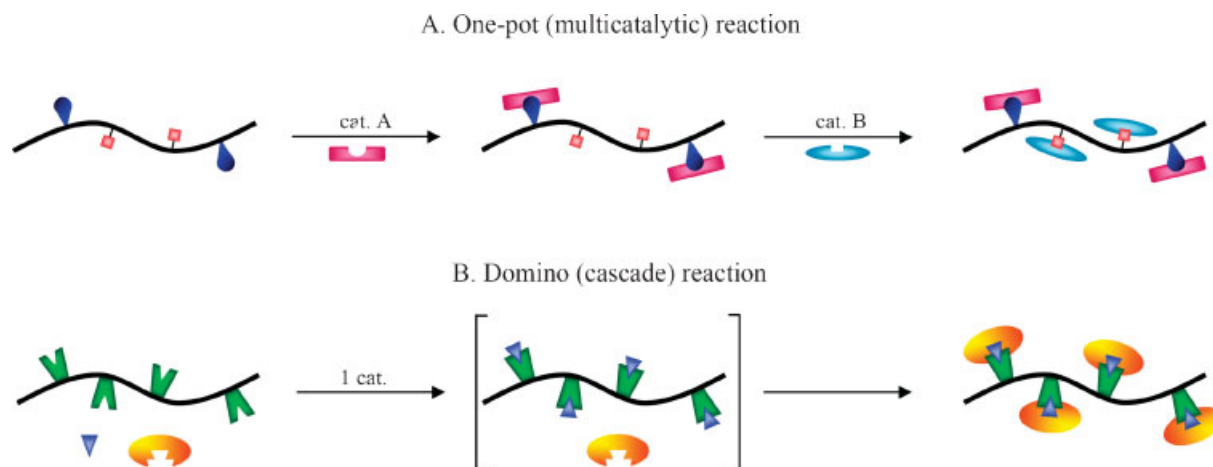 A. One-pot (multicatalytic) reaction
cat. A
cat. B
B. Domino (cascade) reaction
1 cat.